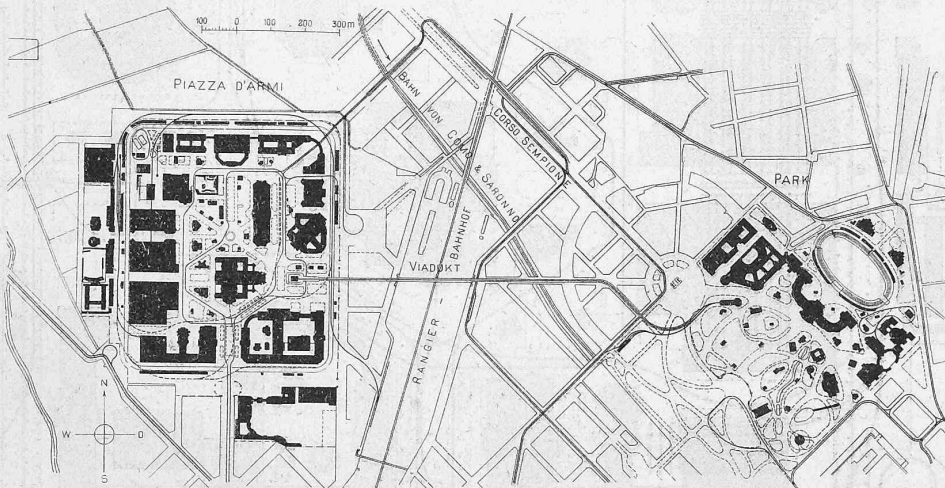 100 0 100 200 300m
PIAZZA D'ARMI
BAHN VON COMO & SARONNO
CORSO SEMPIONE
PARK
VIADUKT
RANGIER-BAHNHOF
N
W O
S